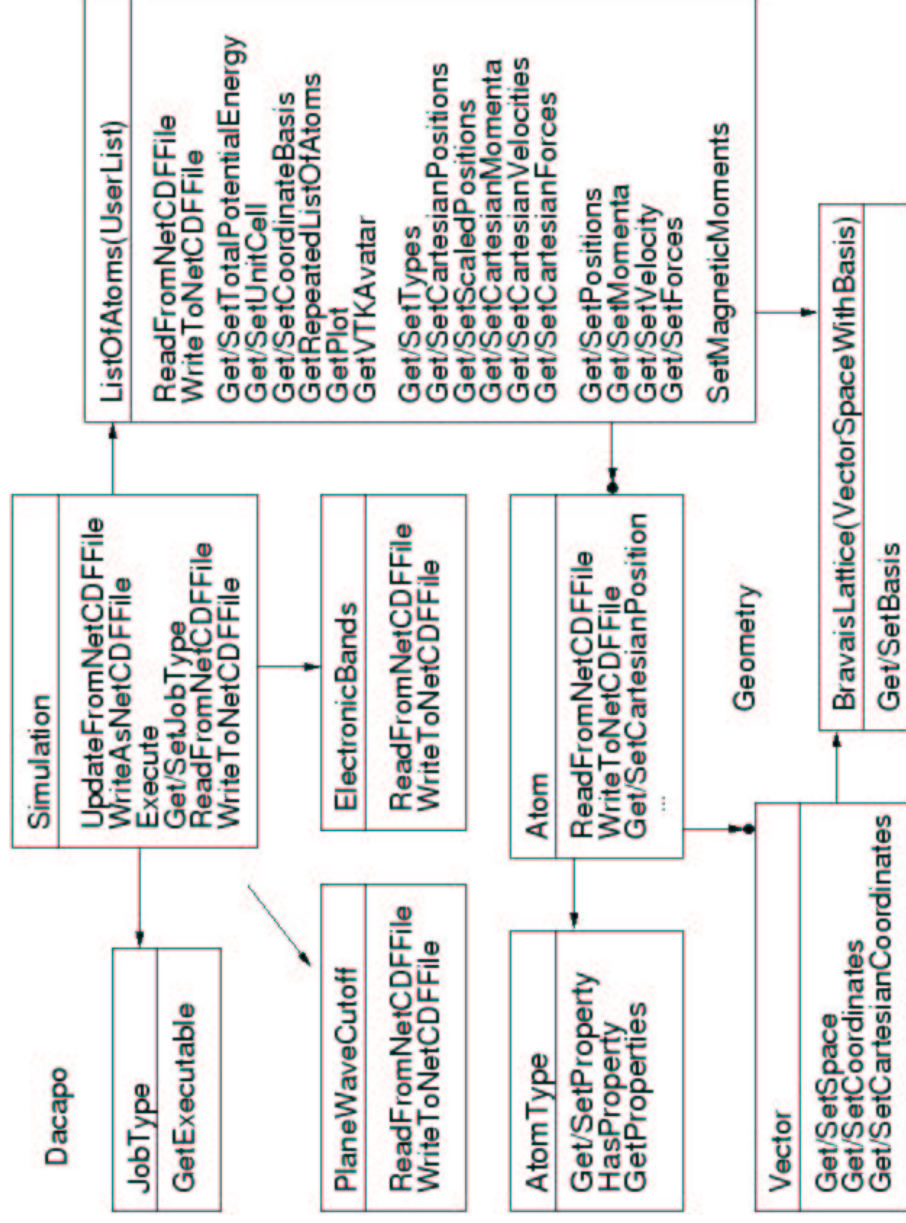 Dacapo
JobType
GetExecutable
Simulation
UpdateFromNetCDFFile
WriteAsNetCDFFile
Execute
Get/SetJobType
ReadFromNetCDFFile
WriteToNetCDFFile
ListOfAtoms(UserList)
ReadFromNetCDFFile
WriteToNetCDFFile
Get/SetTotalPotentialEnergy
Get/SetUnitCell
Get/SetCoordinateBasis
GetRepeatedListOfAtoms
GetPlot
GetVTKAvatar
Get/SetTypes
Get/SetCartesianPositions
Get/SetScaledPositions
Get/SetCartesianMomenta
Get/SetCartesianVelocities
Get/SetCartesianForces
Get/SetPositions
Get/SetMomenta
Get/SetVelocity
Get/SetForces
SetMagneticMoments
PlaneWaveCutoff
ReadFromNetCDFFile
WriteToNetCDFFile
ElectronicBands
ReadFromNetCDFFile
WriteToNetCDFFile
AtomType
Get/SetProperty
HasProperty
GetProperties
Atom
ReadFromNetCDFFile
WriteToNetCDFFile
Get/SetCartesianPosition
...
Geometry
Vector
Get/SetSpace
Get/SetCoordinates
Get/SetCartesianCoordinates
BravaisLattice(VectorSpaceWithBasis)
Get/SetBasis